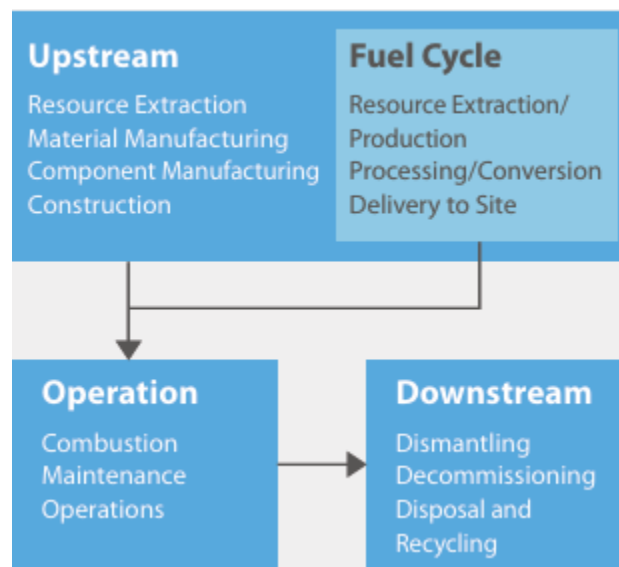 Upstream
Resource Extraction
Material Manufacturing
Component Manufacturing
Construction
Fuel Cycle
Resource Extraction/
Production
Processing/Conversion
Delivery to Site
Operation
Combustion
Maintenance
Operations
Downstream
Dismantling
Decommissioning
Disposal and
Recycling